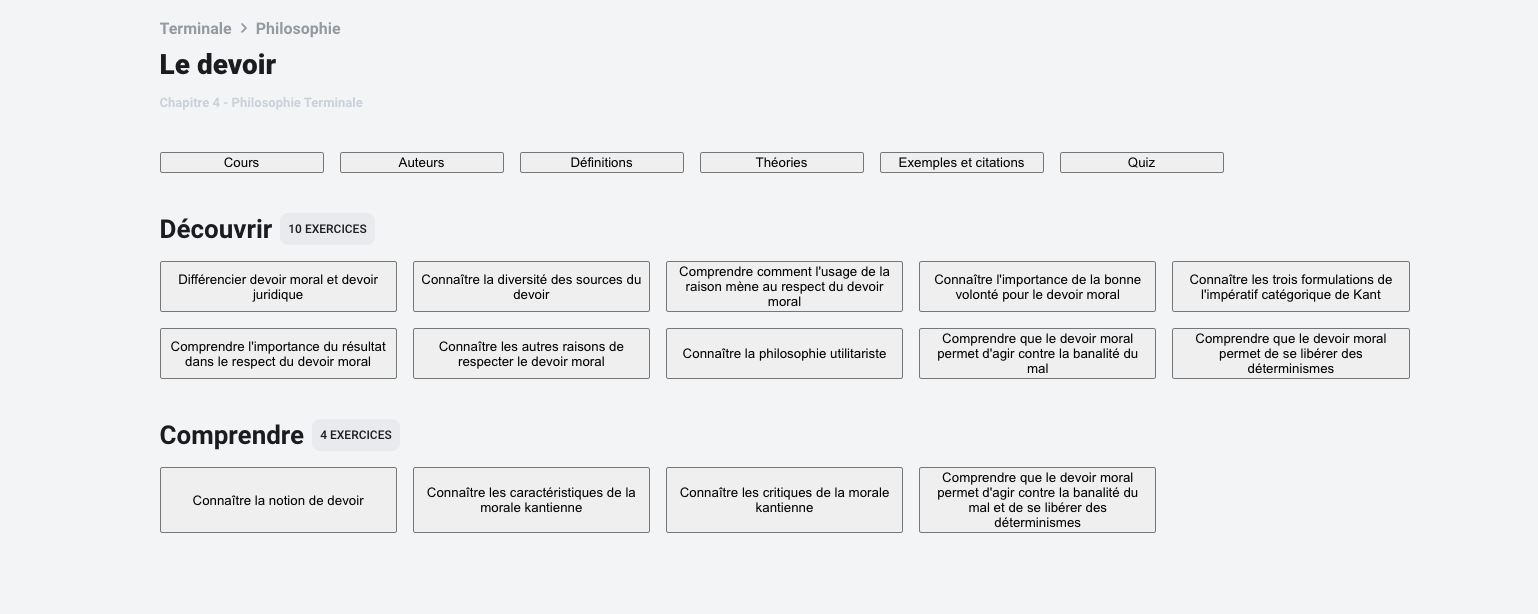 Terminale > Philosophie
Le devoir
Chapitre 4 - Philosophie Terminale
Cours
Auteurs
Définitions
Théories
Exemples et citations
Quiz
Découvrir
10 EXERCICES
Différencier devoir moral et devoir
juridique
Connaître la diversité des sources du
devoir
Comprendre comment l'usage de la
raison mène au respect du devoir
moral
Connaître l'importance de la bonne
volonté pour le devoir moral
Connaître les trois formulations de
l'impératif catégorique de Kant
Comprendre l'importance du résultat
dans le respect du devoir moral
Connaître les autres raisons de
respecter le devoir moral
Connaître la philosophie utilitariste
Comprendre que le devoir moral
permet d'agir contre la banalité du
mal
Comprendre que le devoir moral
permet de se libérer des
déterminismes
Comprendre
4 EXERCICES
Connaître la notion de devoir
Connaître les caractéristiques de la
morale kantienne
Connaître les critiques de la morale
kantienne
Comprendre que le devoir moral
permet d'agir contre la banalité du
mal et de se libérer des
déterminismes